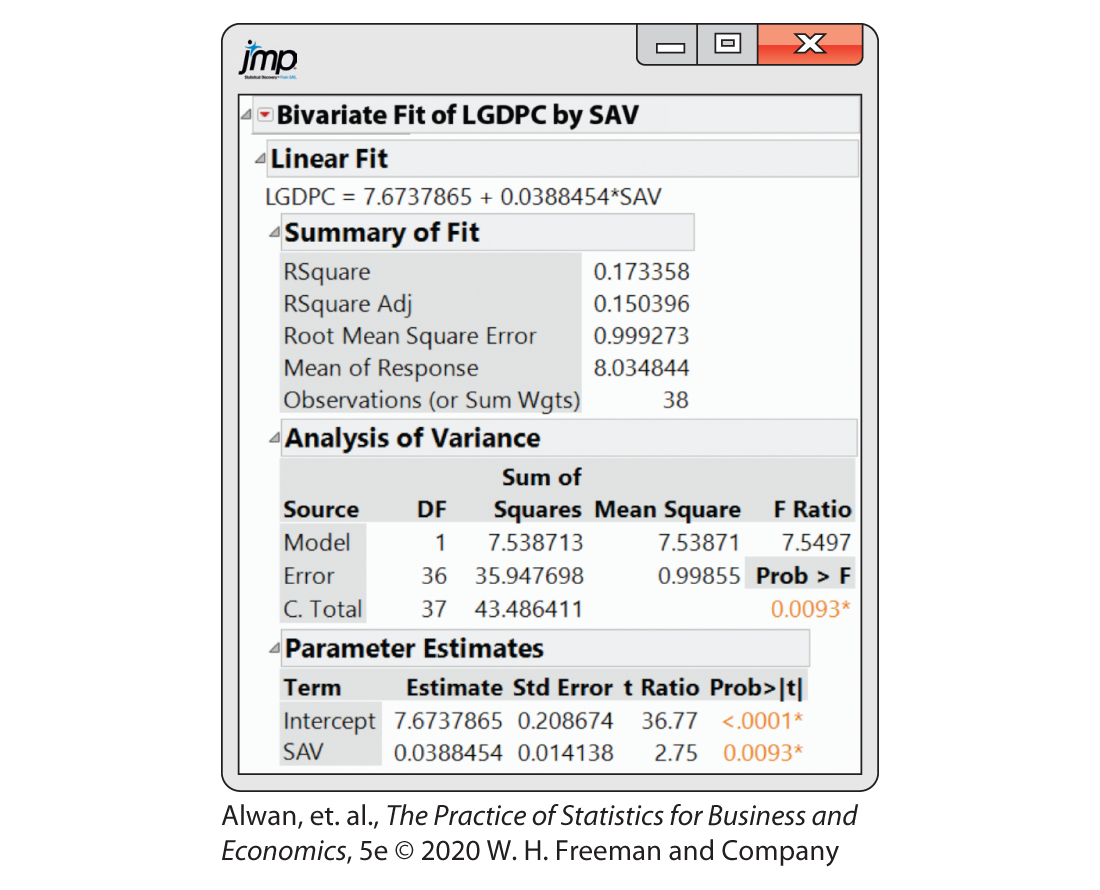 jmp
Statistical Discovery.™ From SAS.
Bivariate Fit of LGDPC by SAV
Linear Fit
LGDPC = 7.6737865 + 0.0388454*SAV
Summary of Fit
RSquare 0.173358
RSquare Adj 0.150396
Root Mean Square Error 0.999273
Mean of Response 8.034844
Observations (or Sum Wgts) 38
Analysis of Variance
Sum of
Source DF Squares Mean Square F Ratio
Model 1 7.538713 7.53871 7.5497
Error 36 35.947698 0.99855 Prob > F
C. Total 37 43.486411 0.0093*
Parameter Estimates
Term Estimate Std Error t Ratio Prob>|t|
Intercept 7.6737865 0.208674 36.77 <.0001*
SAV 0.0388454 0.014138 2.75 0.0093*
Alwan, et. al., The Practice of Statistics for Business and
Economics, 5e © 2020 W. H. Freeman and Company